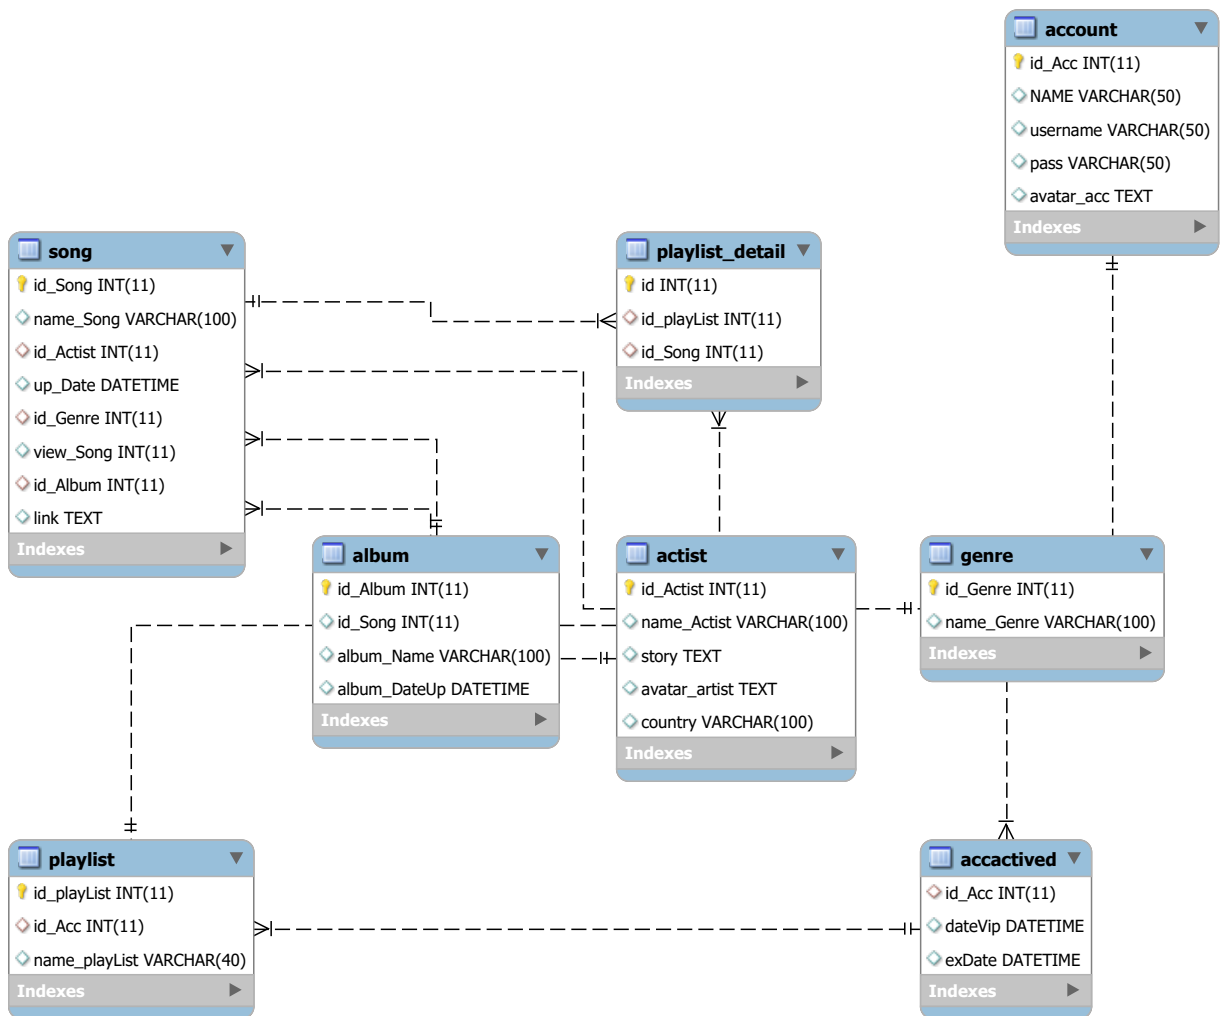 account
id_Acc INT(11)
NAME VARCHAR(50)
username VARCHAR(50)
pass VARCHAR(50)
avatar_acc TEXT
Indexes
song
id_Song INT(11)
name_Song VARCHAR(100)
id_Actist INT(11)
up_Date DATETIME
id_Genre INT(11)
view_Song INT(11)
id_Album INT(11)
link TEXT
Indexes
playlist_detail
id INT(11)
id_playList INT(11)
id_Song INT(11)
Indexes
album
id_Album INT(11)
id_Song INT(11)
album_Name VARCHAR(100)
album_DateUp DATETIME
Indexes
actist
id_Actist INT(11)
name_Actist VARCHAR(100)
story TEXT
avatar_artist TEXT
country VARCHAR(100)
Indexes
genre
id_Genre INT(11)
name_Genre VARCHAR(100)
Indexes
playlist
id_playList INT(11)
id_Acc INT(11)
name_playList VARCHAR(40)
Indexes
accactived
id_Acc INT(11)
dateVip DATETIME
exDate DATETIME
Indexes